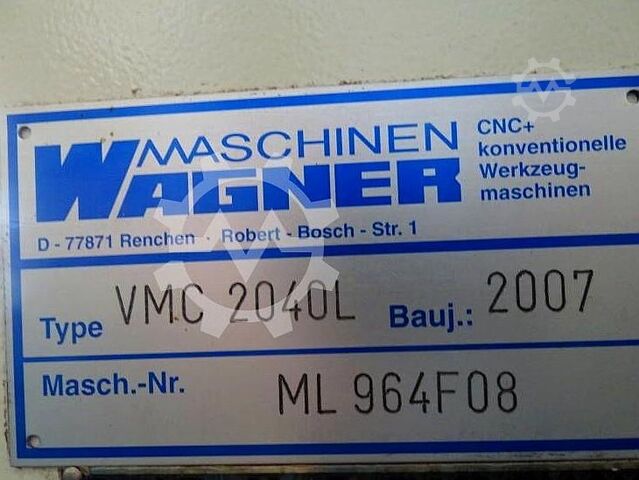 MASCHINEN
WAGNER
CNC+
konventionelle
Werkzeug-
maschinen
D - 77871 Renchen · Robert - Bosch - Str. 1
Type VMC 2040L Bauj.: 2007
Masch.-Nr. ML 964F08